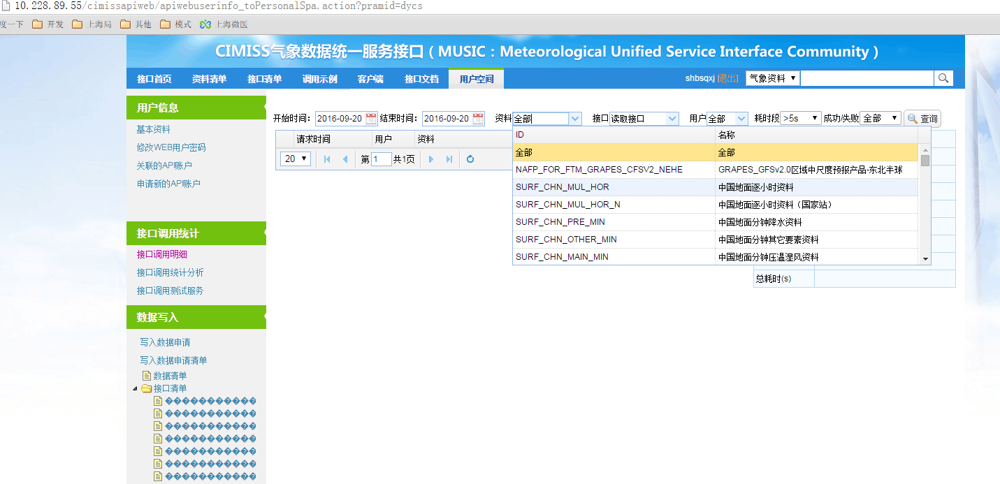 10.228.89.55/cimissapiweb/apiwebuserinfo_toPersonalSpa.action?pramid=dycs
度一下 开发 上海局 其他 模式 上海微医
CIMISS气象数据统一服务接口（MUSIC：Meteorological Unified Service Interface Community）
接口首页 资料清单 接口清单 调用示例 客户端 接口文档 用户空间 shbsqxj [退出] 气象资料
用户信息
基本资料
修改WEB用户密码
关联的API账户
申请新的API账户
接口调用统计
接口调用明细
接口调用统计分析
接口调用测试服务
数据写入
写入数据申请
写入数据申请清单
数据清单
接口清单
�����������
�����������
�����������
�����������
�����������
�����������
�����������
开始时间： 2016-09-20 结束时间： 2016-09-20 资料 全部 接口 读取接口 用户 全部 耗时段 >5s 成功/失败 全部 查询
请求时间 用户 资料
20 第 1 共1页
ID 名称
全部 全部
NAFP_FOR_FTM_GRAPES_CFSV2_NEHE GRAPES_GFSv2.0区域中尺度预报产品-东北半球
SURF_CHN_MUL_HOR 中国地面逐小时资料
SURF_CHN_MUL_HOR_N 中国地面逐小时资料（国家站）
SURF_CHN_PRE_MIN 中国地面分钟降水资料
SURF_CHN_OTHER_MIN 中国地面分钟其它要素资料
SURF_CHN_MAIN_MIN 中国地面分钟压温湿风资料
总耗时(s)